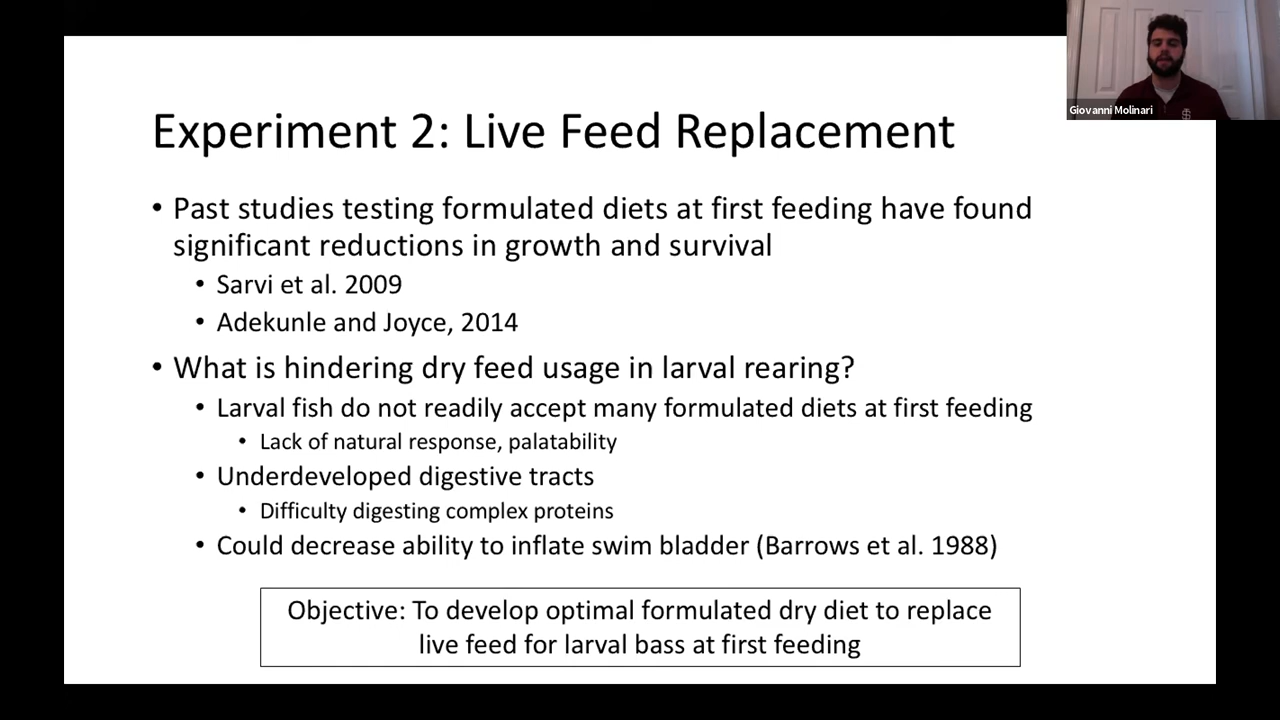 Giovanni Molinari
Experiment 2: Live Feed Replacement
• Past studies testing formulated diets at first feeding have found
significant reductions in growth and survival
• Sarvi et al. 2009
• Adekunle and Joyce, 2014
• What is hindering dry feed usage in larval rearing?
• Larval fish do not readily accept many formulated diets at first feeding
• Lack of natural response, palatability
• Underdeveloped digestive tracts
• Difficulty digesting complex proteins
• Could decrease ability to inflate swim bladder (Barrows et al. 1988)
Objective: To develop optimal formulated dry diet to replace
live feed for larval bass at first feeding